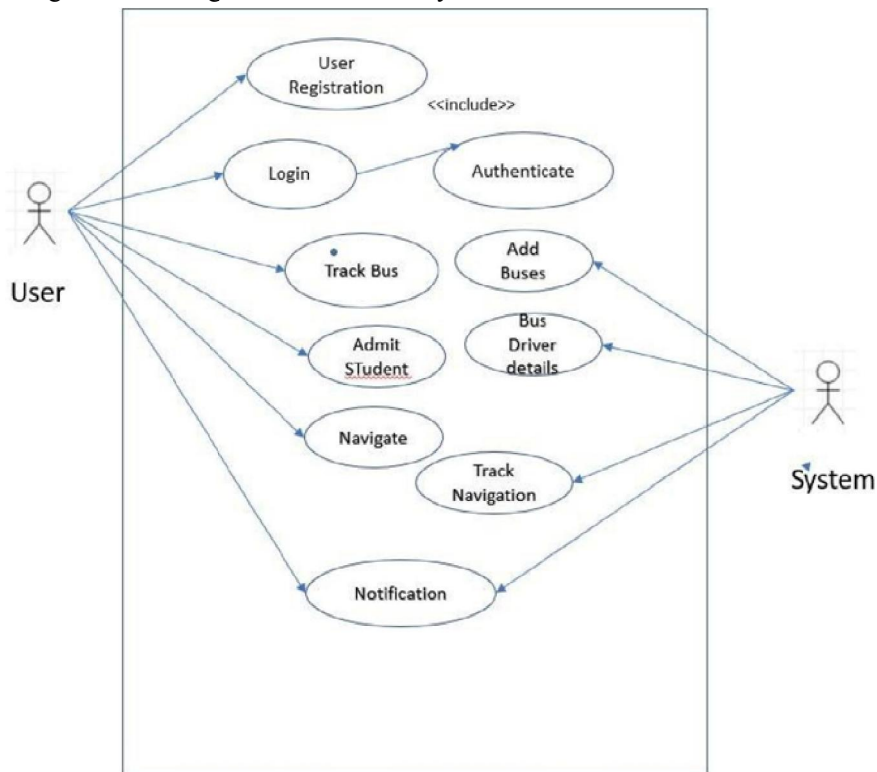 User
Registration
<<include>>
Login
Authenticate
Track Bus
Add
Buses
User
Bus
Driver
details
Admit
STudent
Navigate
Track
Navigation
System
Notification